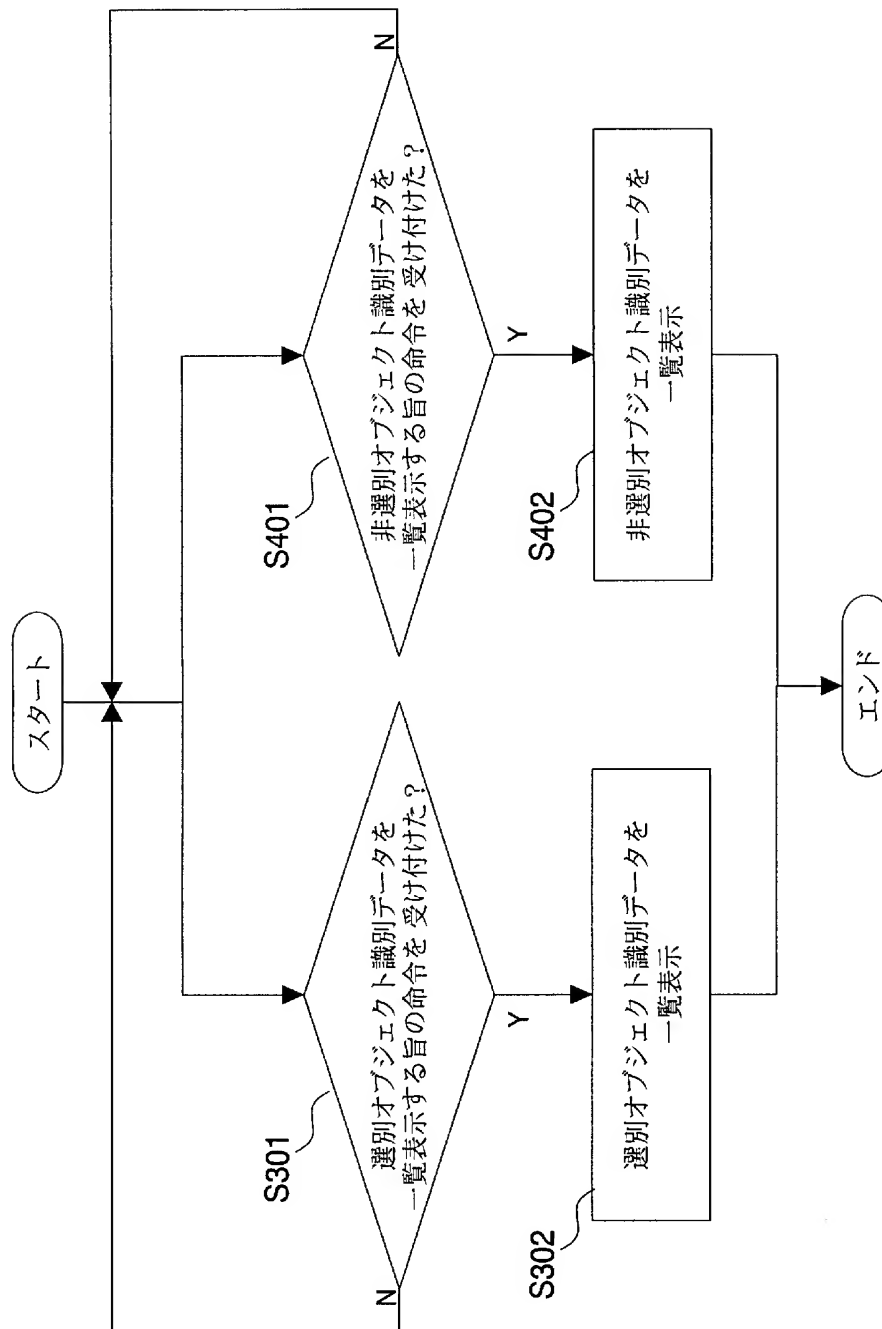 スタート
S301
選別オブジェクト識別データを
一覧表示する旨の命令を受け付けた？
N
Y
S302
選別オブジェクト識別データを
一覧表示
S401
非選別オブジェクト識別データを
一覧表示する旨の命令を受け付けた？
N
Y
S402
非選別オブジェクト識別データを
一覧表示
エンド